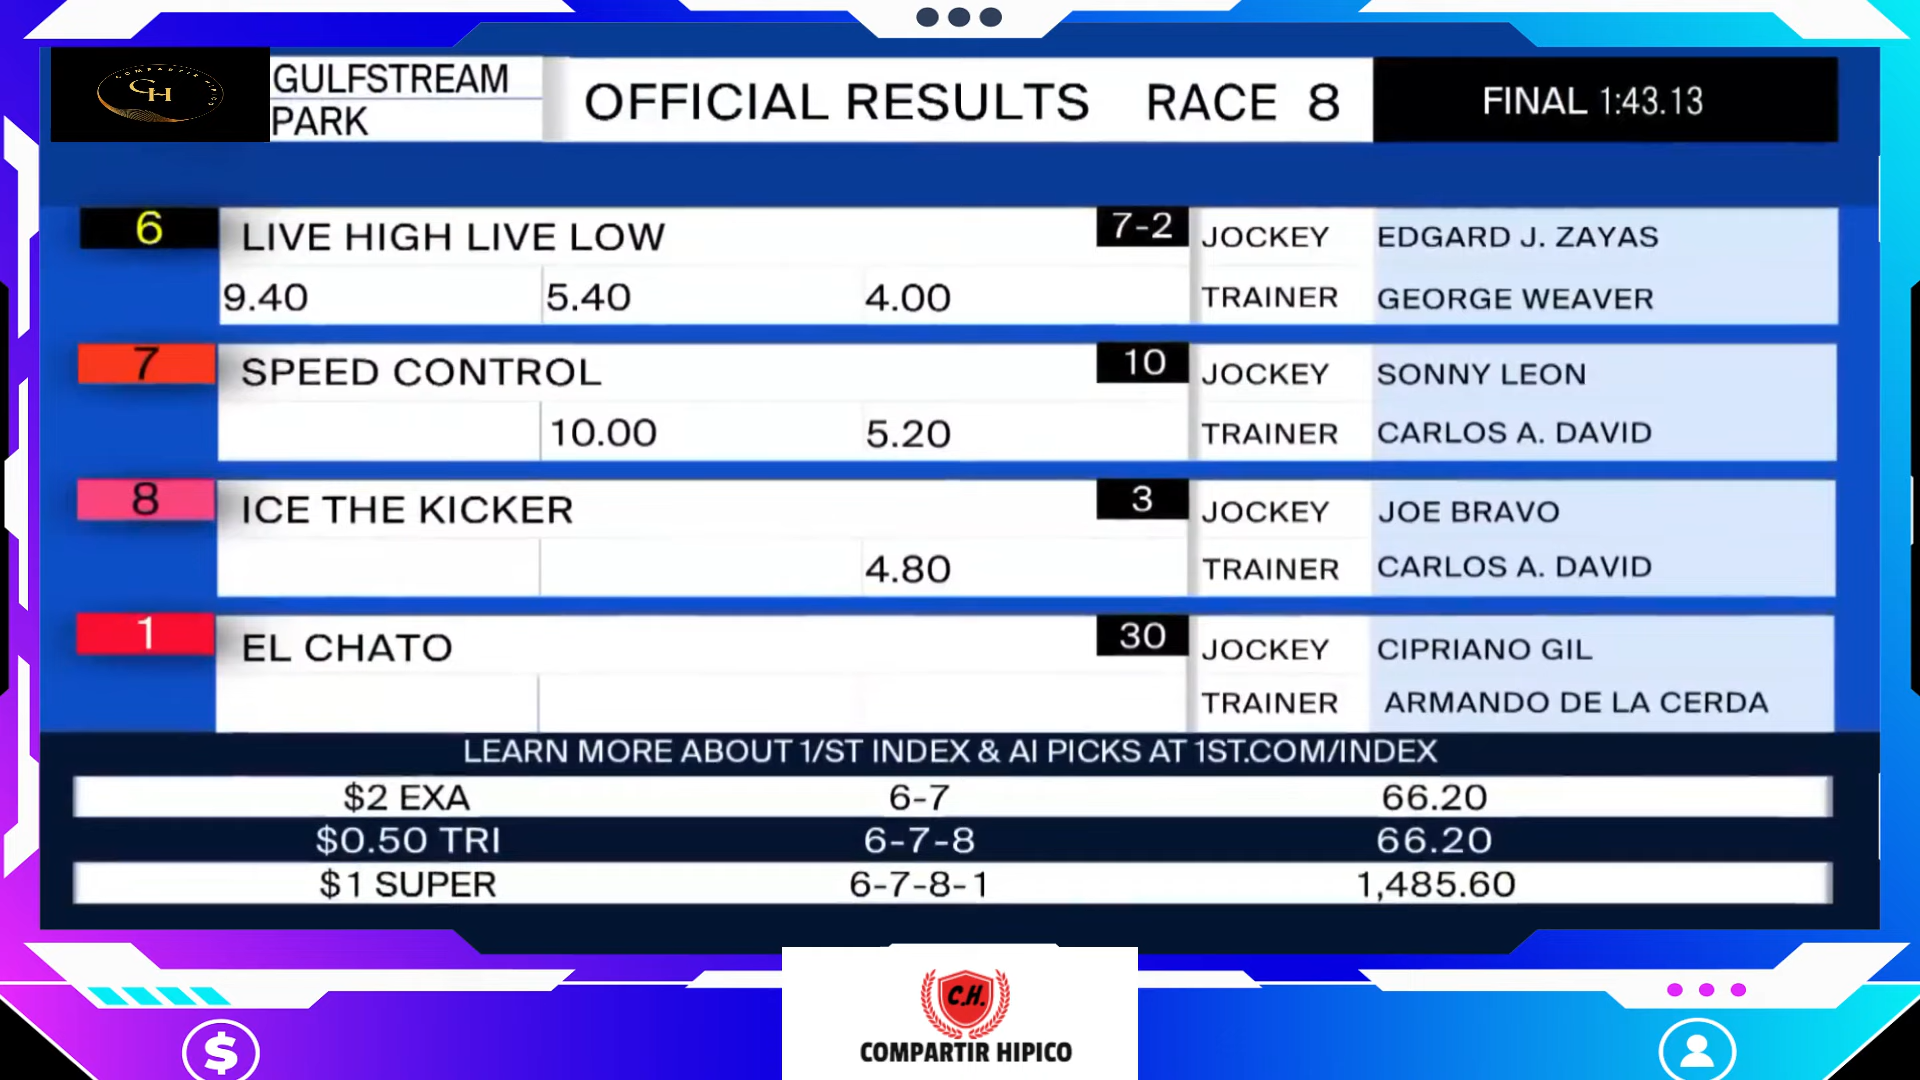 COMPARTIR HIPICO
CH
GULFSTREAM
PARK
OFFICIAL RESULTS RACE 8
FINAL 1:43.13
6 LIVE HIGH LIVE LOW 7-2 JOCKEY EDGARD J. ZAYAS
9.40 5.40 4.00 TRAINER GEORGE WEAVER
7 SPEED CONTROL 10 JOCKEY SONNY LEON
10.00 5.20 TRAINER CARLOS A. DAVID
8 ICE THE KICKER 3 JOCKEY JOE BRAVO
4.80 TRAINER CARLOS A. DAVID
1 EL CHATO 30 JOCKEY CIPRIANO GIL
TRAINER ARMANDO DE LA CERDA
LEARN MORE ABOUT 1/ST INDEX & AI PICKS AT 1ST.COM/INDEX
$2 EXA 6-7 66.20
$0.50 TRI 6-7-8 66.20
$1 SUPER 6-7-8-1 1,485.60
C.H.
COMPARTIR HIPICO
$